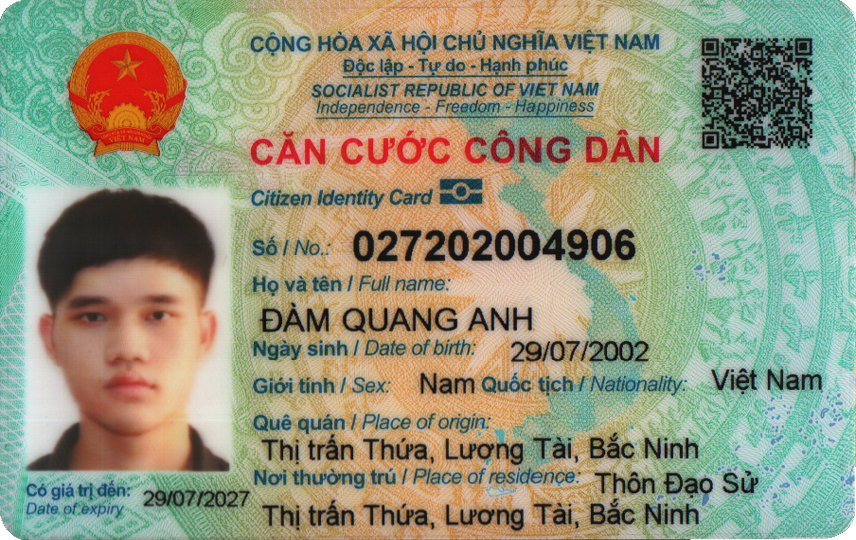 CỘNG HÒA XÃ HỘI CHỦ NGHĨA VIỆT NAM
Độc lập - Tự do - Hạnh phúc
SOCIALIST REPUBLIC OF VIET NAM
Independence - Freedom - Happiness
CĂN CƯỚC CÔNG DÂN
Citizen Identity Card
Số / No.: 027202004906
Họ và tên / Full name:
ĐÀM QUANG ANH
Ngày sinh / Date of birth: 29/07/2002
Giới tính / Sex: Nam Quốc tịch / Nationality: Việt Nam
Quê quán / Place of origin:
Thị trấn Thứa, Lương Tài, Bắc Ninh
Nơi thường trú / Place of residence: Thôn Đạo Sử
Thị trấn Thứa, Lương Tài, Bắc Ninh
Có giá trị đến: 29/07/2027
Date of expiry